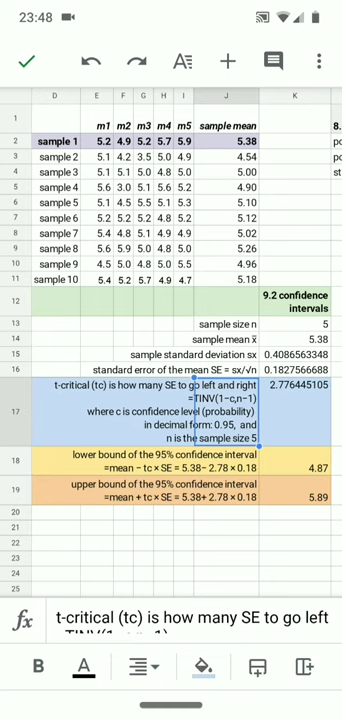 23:48
D E F G H I J K
1 m1 m2 m3 m4 m5 sample mean 8.
2 sample 1 5.2 4.9 5.2 5.7 5.9 5.38 po
3 sample 2 5.1 4.2 3.5 5.0 4.9 4.54 po
4 sample 3 5.1 5.1 5.0 4.8 5.0 5.00 st
5 sample 4 5.6 3.0 5.1 5.6 5.2 4.90
6 sample 5 5.1 4.5 5.5 5.1 5.3 5.10
7 sample 6 5.2 5.2 5.2 4.8 5.2 5.12
8 sample 7 5.4 4.8 5.1 4.9 4.9 5.02
9 sample 8 5.6 5.9 5.0 4.8 5.0 5.26
10 sample 9 4.5 5.0 4.8 5.0 5.5 4.96
11 sample 10 5.4 5.2 5.7 4.9 4.7 5.18
12 9.2 confidence
intervals
13 sample size n 5
14 sample mean x̄ 5.38
15 sample standard deviation sx 0.4086563348
16 standard error of the mean SE = sx/√n 0.1827566688
17 t-critical (tc) is how many SE to go left and right 2.776445105
=TINV(1−c,n−1)
where c is confidence level (probability)
in decimal form: 0.95, and
n is the sample size 5
18 lower bound of the 95% confidence interval
=mean − tc × SE = 5.38− 2.78 × 0.18 4.87
19 upper bound of the 95% confidence interval
=mean + tc × SE = 5.38+ 2.78 × 0.18 5.89
20
21
22
23
24
25
fx t-critical (tc) is how many SE to go left
B A